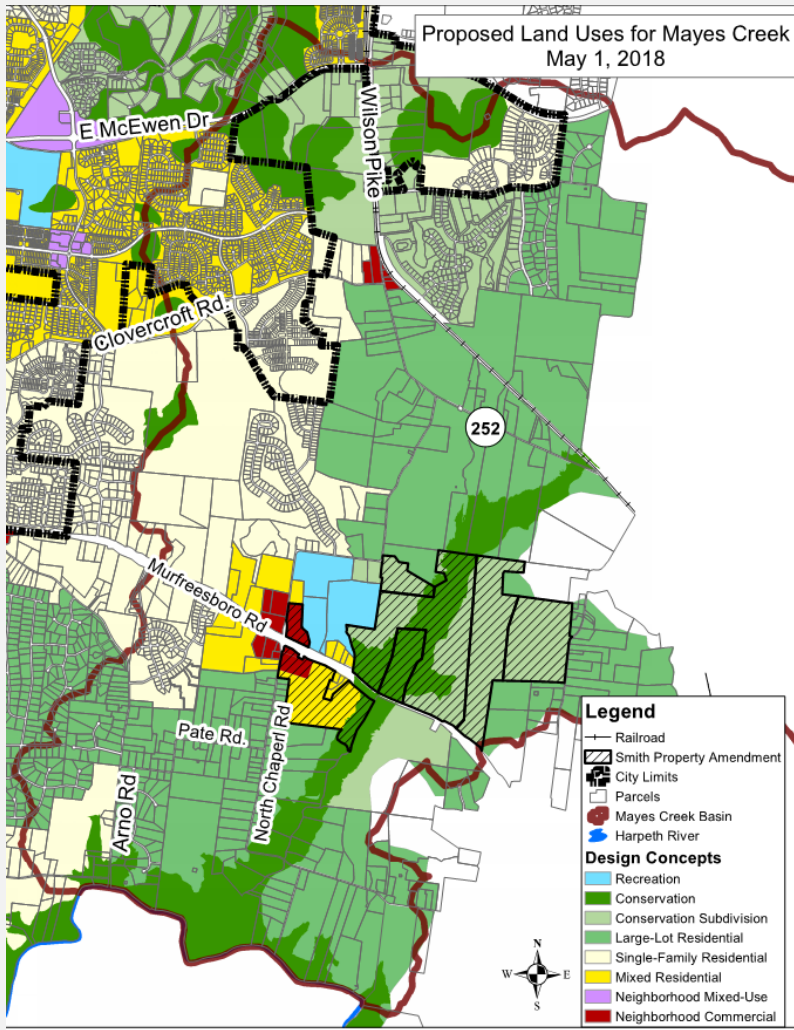 Proposed Land Uses for Mayes Creek
May 1, 2018
E McEwen Dr
Wilson Pike
Clovercroft Rd.
252
Murfreesboro Rd
Pate Rd.
North Chaperl Rd
Arno Rd
Legend
Railroad
Smith Property Amendment
City Limits
Parcels
Mayes Creek Basin
Harpeth River
Design Concepts
Recreation
Conservation
Conservation Subdivision
Large-Lot Residential
Single-Family Residential
Mixed Residential
Neighborhood Mixed-Use
Neighborhood Commercial
N
W E
S